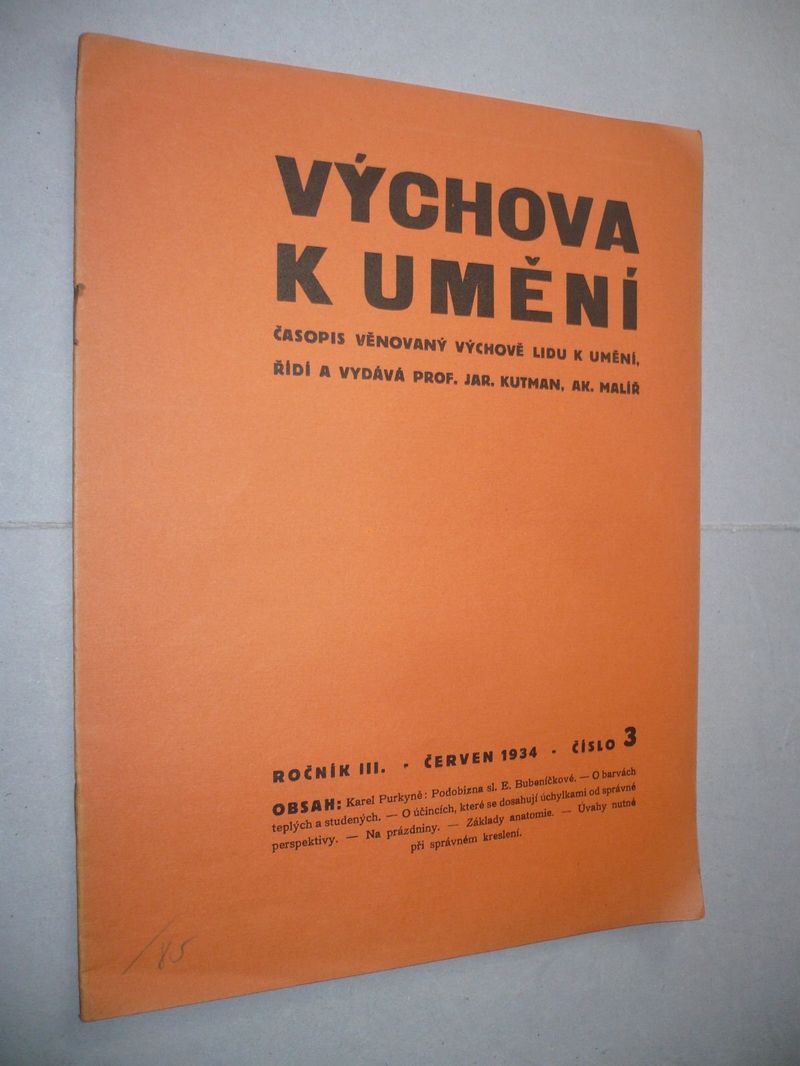 VÝCHOVA
K UMĚNÍ
ČASOPIS VĚNOVANÝ VÝCHOVĚ LIDU K UMĚNÍ,
ŘÍDÍ A VYDÁVÁ PROF. JAR. KUTMAN, AK. MALÍŘ
ROČNÍK III. - ČERVEN 1934 - ČÍSLO 3
OBSAH: Karel Purkyně: Podobizna sl. E. Bubeníčkové. — O barvách
teplých a studených. — O účincích, které se dosahují úchylkami od správné
perspektivy. — Na prázdniny. — Základy anatomie. — Úvahy nutné
při správném kreslení.
/85